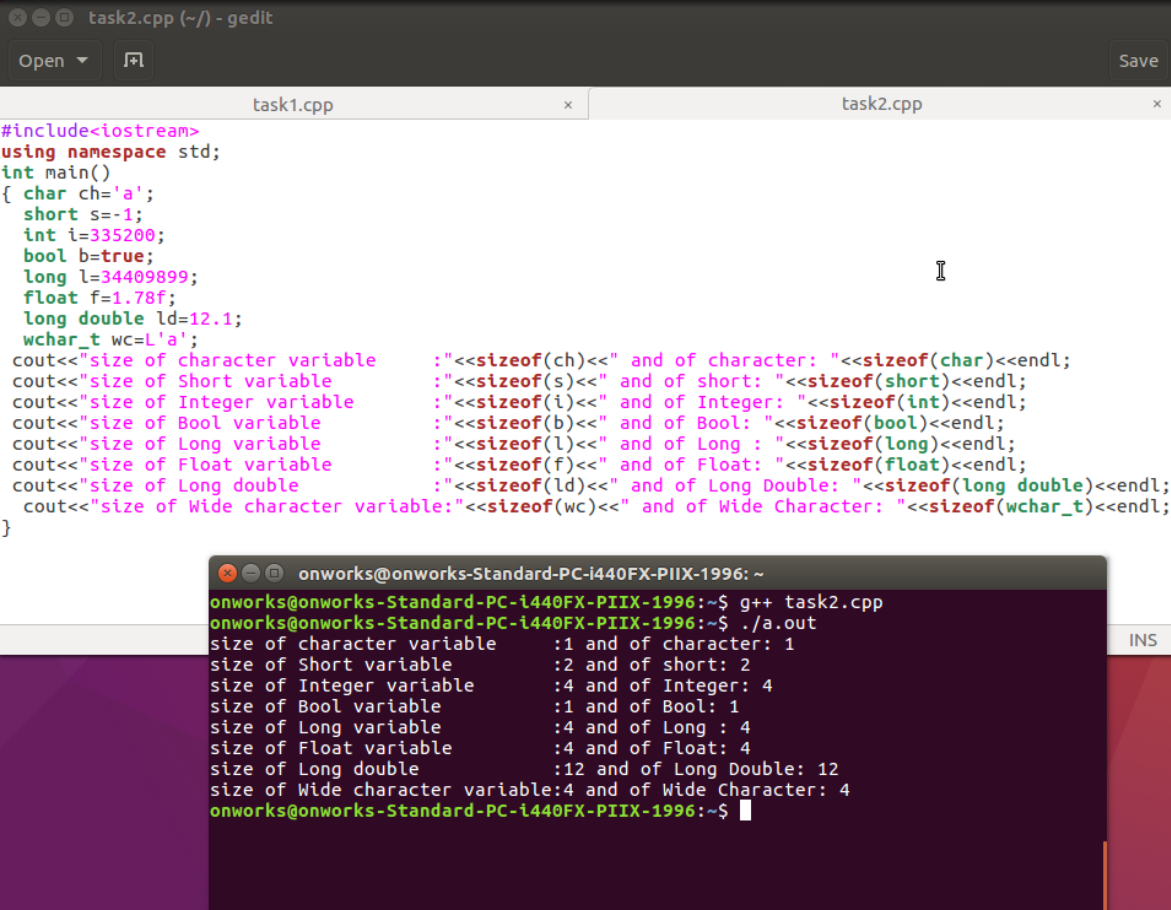 task2.cpp (~/) - gedit
Open
Save
task1.cpp × task2.cpp ×
#include<iostream>
using namespace std;
int main()
{ char ch='a';
  short s=-1;
  int i=335200;
  bool b=true;
  long l=34409899;
  float f=1.78f;
  long double ld=12.1;
  wchar_t wc=L'a';
 cout<<"size of character variable     :"<<sizeof(ch)<<" and of character: "<<sizeof(char)<<endl;
 cout<<"size of Short variable         :"<<sizeof(s)<<" and of short: "<<sizeof(short)<<endl;
 cout<<"size of Integer variable       :"<<sizeof(i)<<" and of Integer: "<<sizeof(int)<<endl;
 cout<<"size of Bool variable          :"<<sizeof(b)<<" and of Bool: "<<sizeof(bool)<<endl;
 cout<<"size of Long variable          :"<<sizeof(l)<<" and of Long : "<<sizeof(long)<<endl;
 cout<<"size of Float variable         :"<<sizeof(f)<<" and of Float: "<<sizeof(float)<<endl;
 cout<<"size of Long double            :"<<sizeof(ld)<<" and of Long Double: "<<sizeof(long double)<<endl;
  cout<<"size of Wide character variable:"<<sizeof(wc)<<" and of Wide Character: "<<sizeof(wchar_t)<<endl;
}
INS
onworks@onworks-Standard-PC-i440FX-PIIX-1996: ~
onworks@onworks-Standard-PC-i440FX-PIIX-1996:~$ g++ task2.cpp
onworks@onworks-Standard-PC-i440FX-PIIX-1996:~$ ./a.out
size of character variable     :1 and of character: 1
size of Short variable         :2 and of short: 2
size of Integer variable       :4 and of Integer: 4
size of Bool variable          :1 and of Bool: 1
size of Long variable          :4 and of Long : 4
size of Float variable         :4 and of Float: 4
size of Long double            :12 and of Long Double: 12
size of Wide character variable:4 and of Wide Character: 4
onworks@onworks-Standard-PC-i440FX-PIIX-1996:~$